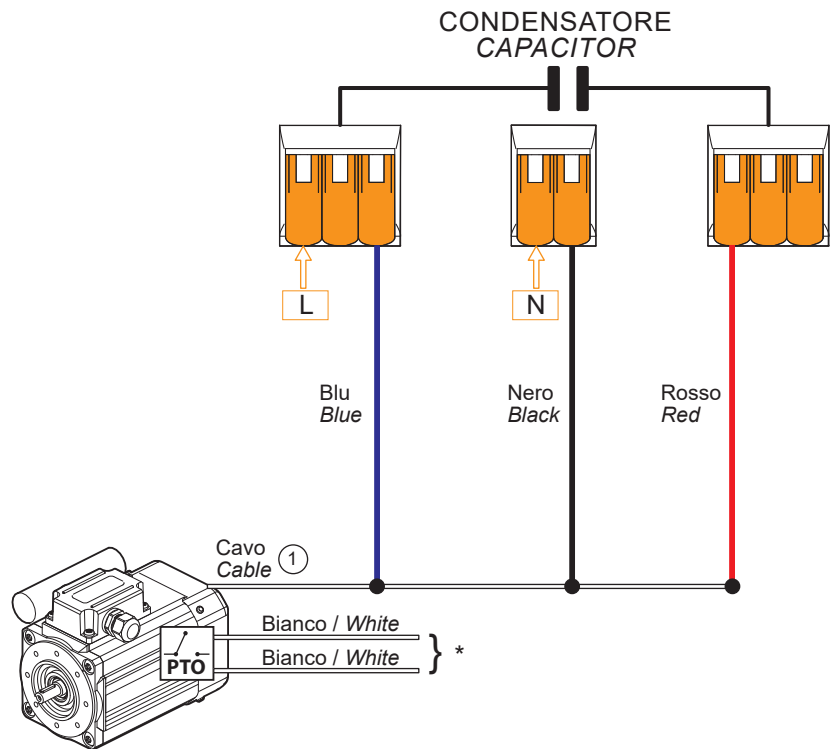 CONDENSATORE
CAPACITOR
L
N
Blu
Blue
Nero
Black
Rosso
Red
Cavo
Cable 1
Bianco / White
PTO
Bianco / White
} *